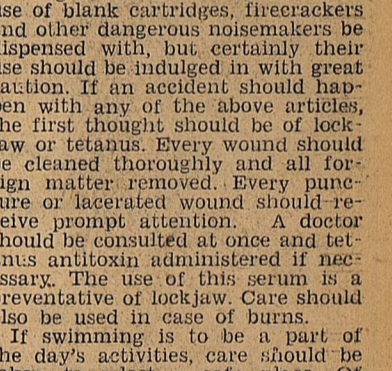 use of blank cartridges, firecrackers
nd other dangerous noisemakers be
dispensed with, but certainly their
use should be indulged in with great
aution. If an accident should hap-
en with any of the above articles,
he first thought should be of lock-
aw or tetanus. Every wound should
e cleaned thoroughly and all for-
ign matter removed. Every punc-
ure or lacerated wound should re-
eive prompt attention. A doctor
hould be consulted at once and tet-
nus antitoxin administered if nec-
ssary. The use of this serum is a
preventative of lockjaw. Care should
lso be used in case of burns.
If swimming is to be a part of
he day's activities, care should be